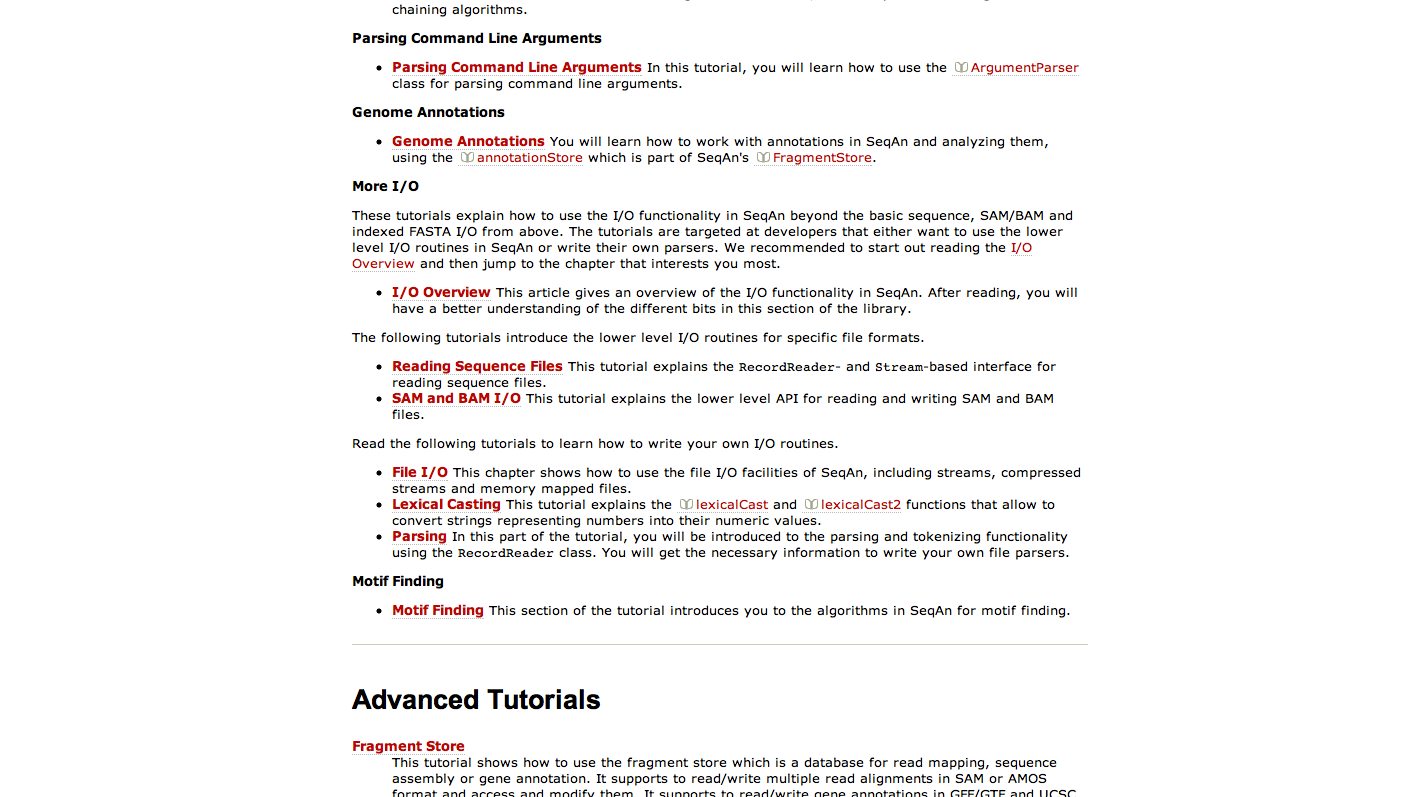 chaining algorithms.
Parsing Command Line Arguments
• Parsing Command Line Arguments In this tutorial, you will learn how to use the ArgumentParser
class for parsing command line arguments.
Genome Annotations
• Genome Annotations You will learn how to work with annotations in SeqAn and analyzing them,
using the annotationStore which is part of SeqAn's FragmentStore.
More I/O
These tutorials explain how to use the I/O functionality in SeqAn beyond the basic sequence, SAM/BAM and
indexed FASTA I/O from above. The tutorials are targeted at developers that either want to use the lower
level I/O routines in SeqAn or write their own parsers. We recommended to start out reading the I/O
Overview and then jump to the chapter that interests you most.
• I/O Overview This article gives an overview of the I/O functionality in SeqAn. After reading, you will
have a better understanding of the different bits in this section of the library.
The following tutorials introduce the lower level I/O routines for specific file formats.
• Reading Sequence Files This tutorial explains the RecordReader- and Stream-based interface for
reading sequence files.
• SAM and BAM I/O This tutorial explains the lower level API for reading and writing SAM and BAM
files.
Read the following tutorials to learn how to write your own I/O routines.
• File I/O This chapter shows how to use the file I/O facilities of SeqAn, including streams, compressed
streams and memory mapped files.
• Lexical Casting This tutorial explains the lexicalCast and lexicalCast2 functions that allow to
convert strings representing numbers into their numeric values.
• Parsing In this part of the tutorial, you will be introduced to the parsing and tokenizing functionality
using the RecordReader class. You will get the necessary information to write your own file parsers.
Motif Finding
• Motif Finding This section of the tutorial introduces you to the algorithms in SeqAn for motif finding.
Advanced Tutorials
Fragment Store
This tutorial shows how to use the fragment store which is a database for read mapping, sequence
assembly or gene annotation. It supports to read/write multiple read alignments in SAM or AMOS
format and access and modify them. It supports to read/write gene annotations in GFF/GTF and UCSC